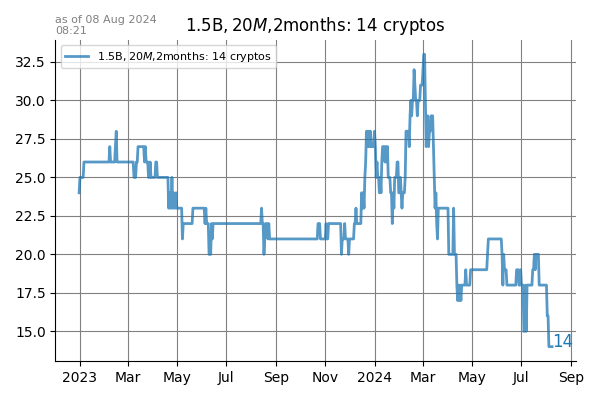 as of 08 Aug 2024
08:21
1.5B, 20M,2months: 14 cryptos
1.5B, 20M,2months: 14 cryptos
32.5
30.0
27.5
25.0
22.5
20.0
17.5
15.0
14
2023 Mar May Jul Sep Nov 2024 Mar May Jul Sep